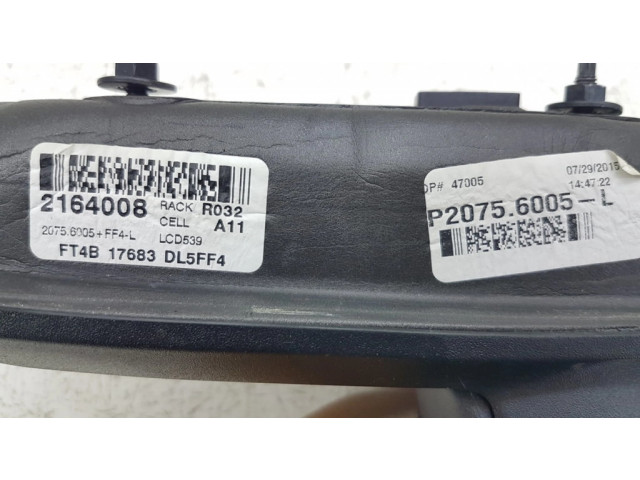 2164008 RACK R032
CELL A11
2075.6005+FF4-L LCD539
FT4B 17683 DL5FF4
OP# 47005 07/29/2015
14:47:22
P2075.6005-L